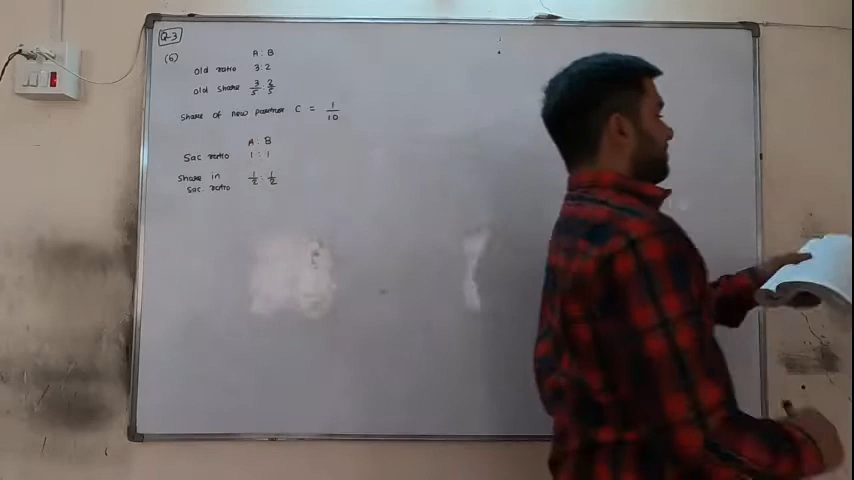 Q-3
(6) A : B
old ratio 3 : 2
old share 3/5 : 2/5
share of new partner C = 1/10
A : B
Sac ratio 1 : 1
share in 1/2 : 1/2
sac. ratio